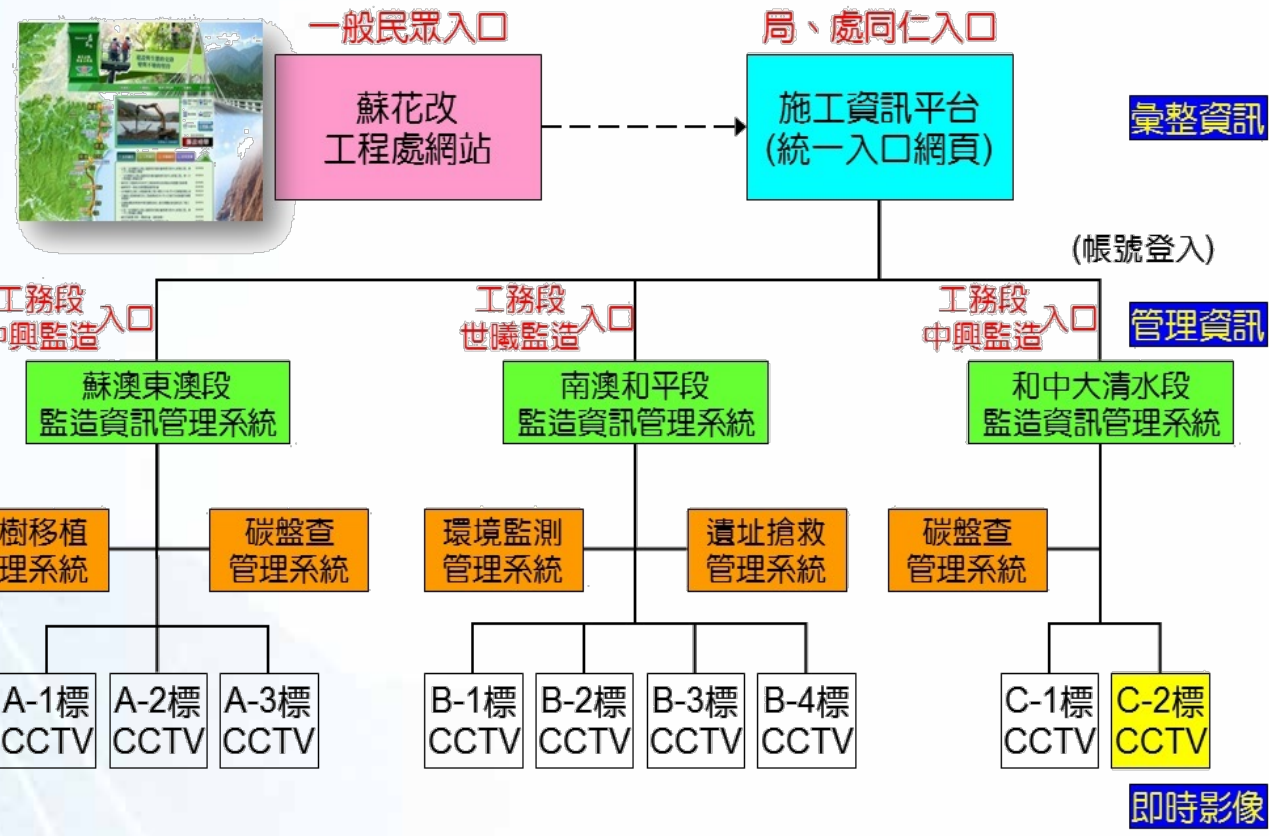 一般民眾入口
局、處同仁入口
蘇花改
工程處網站
施工資訊平台
(統一入口網頁)
彙整資訊
(帳號登入)
工務段
中興監造
入口
工務段
世曦監造
入口
工務段
中興監造
入口
管理資訊
蘇澳東澳段
監造資訊管理系統
南澳和平段
監造資訊管理系統
和中大清水段
監造資訊管理系統
樹移植
理系統
碳盤查
管理系統
環境監測
管理系統
遺址搶救
管理系統
碳盤查
管理系統
A-1標
CCTV
A-2標
CCTV
A-3標
CCTV
B-1標
CCTV
B-2標
CCTV
B-3標
CCTV
B-4標
CCTV
C-1標
CCTV
C-2標
CCTV
即時影像